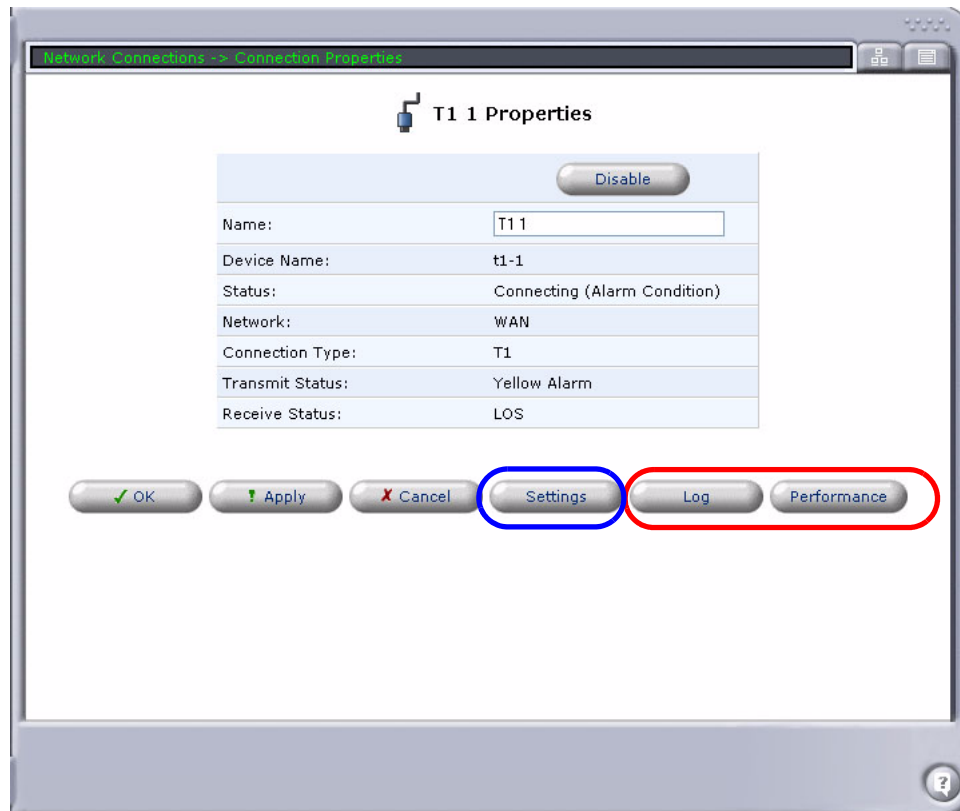 Network Connections -> Connection Properties
T1 1 Properties
Disable
Name: T1 1
Device Name: t1-1
Status: Connecting (Alarm Condition)
Network: WAN
Connection Type: T1
Transmit Status: Yellow Alarm
Receive Status: LOS
OK Apply Cancel Settings Log Performance
?